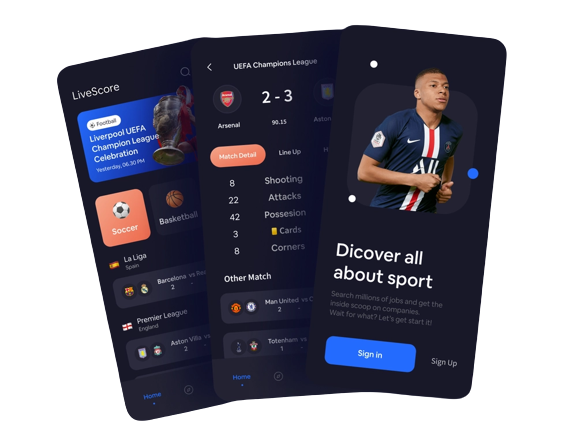 LiveScore
Football
Liverpool UEFA
Champion League
Celebration
Yesterday, 06.30 PM
Soccer
Basketball
La Liga
Spain
Barcelona vs
2 -
Premier League
England
Aston Villa
2 -
Home
UEFA Champions League
2 - 3
Arsenal
90.15
Aston
Match Detail
Line Up
H
8 Shooting
22 Attacks
42 Possesion
3 Cards
8 Corners
Other Match
Man United vs C
2 -
Totenham vs
1 -
Home
Dicover all
about sport
Search millions of jobs and get the
inside scoop on companies.
Wait for what? Let's get start it!
Sign in
Sign Up